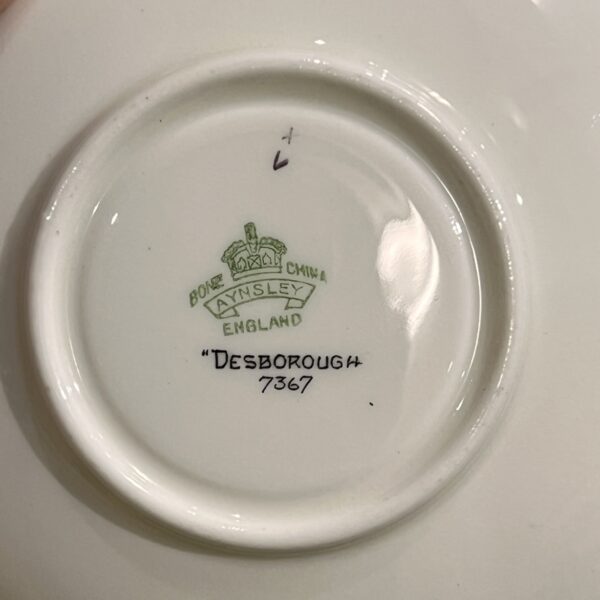 BONE CHINA
AYNSLEY
ENGLAND
"DESBOROUGH
7367